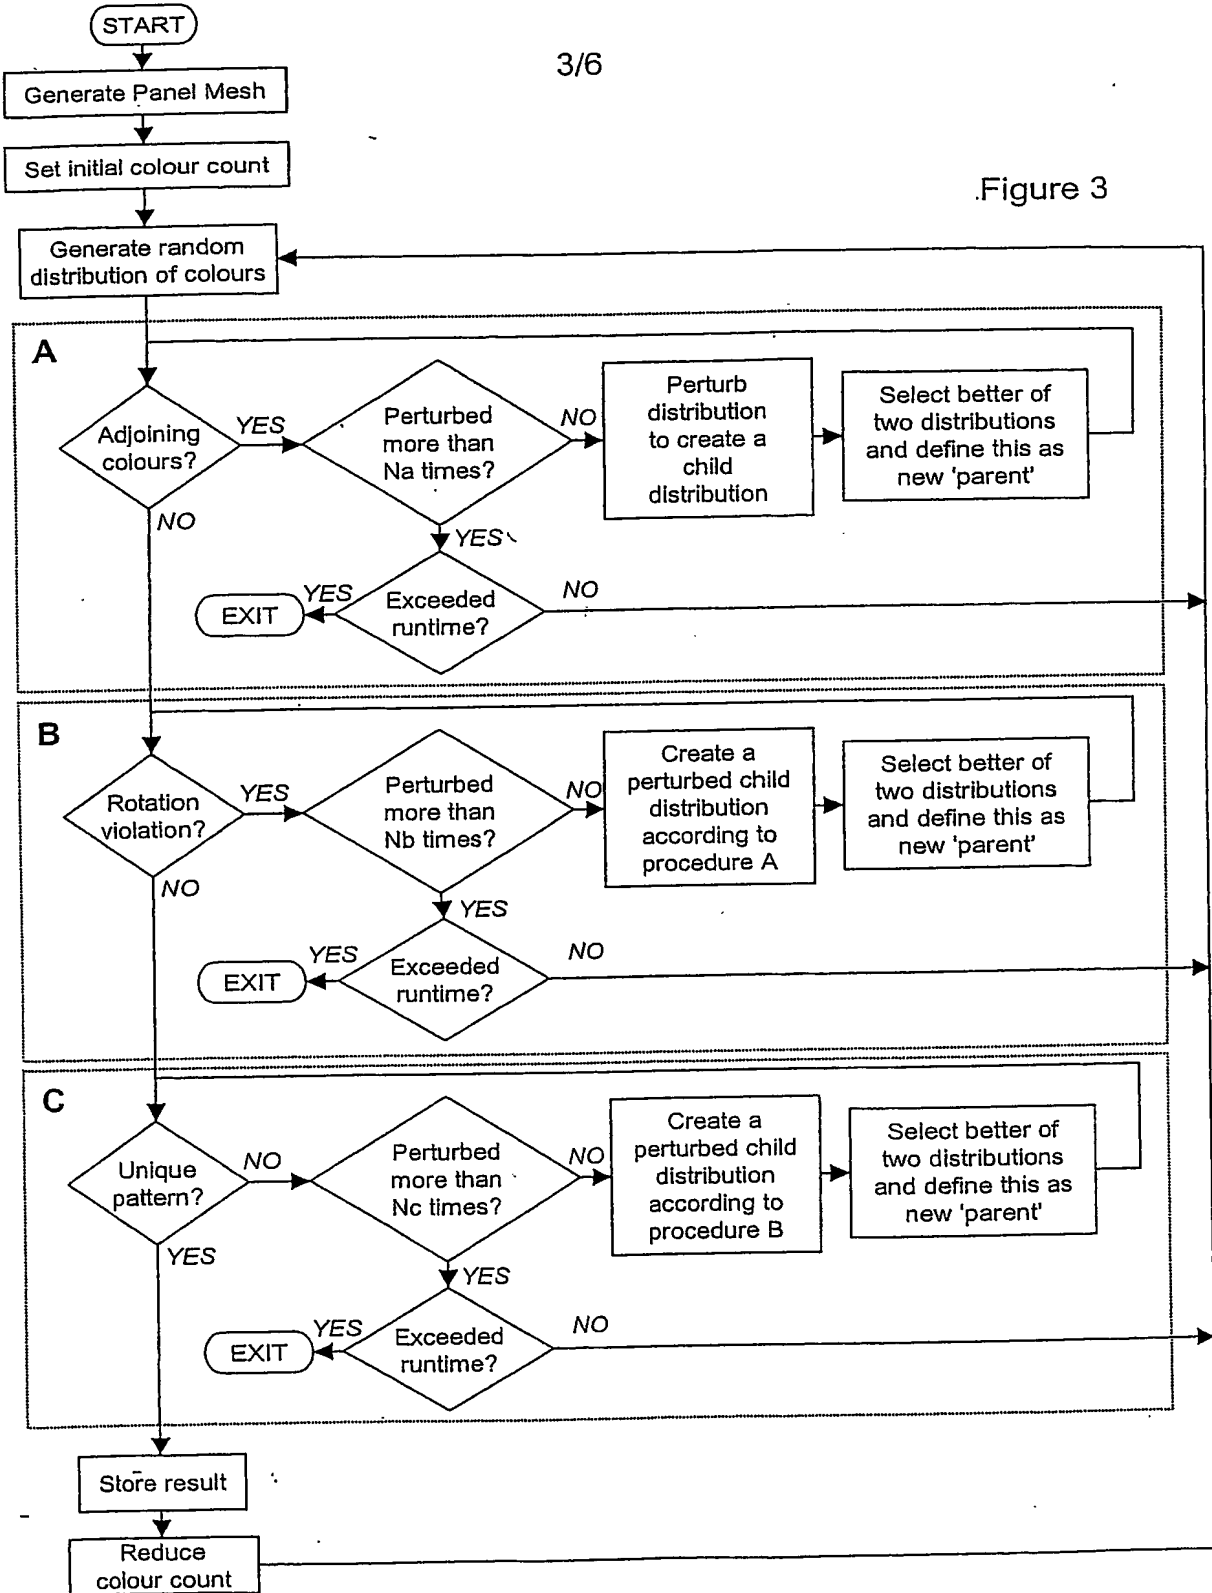 START
3/6
Generate Panel Mesh
Set initial colour count
.Figure 3
Generate random
distribution of colours
A
Adjoining
colours?
YES
Perturbed
more than
Na times?
NO
Perturb
distribution
to create a
child
distribution
Select better of
two distributions
and define this as
new 'parent'
NO
YES
EXIT
YES
Exceeded
runtime?
NO
B
Rotation
violation?
YES
Perturbed
more than
Nb times?
NO
Create a
perturbed child
distribution
according to
procedure A
Select better of
two distributions
and define this as
new 'parent'
NO
YES
EXIT
YES
Exceeded
runtime?
NO
C
Unique
pattern?
NO
Perturbed
more than
Nc times?
NO
Create a
perturbed child
distribution
according to
procedure B
Select better of
two distributions
and define this as
new 'parent'
YES
YES
EXIT
YES
Exceeded
runtime?
NO
Store result
Reduce
colour count